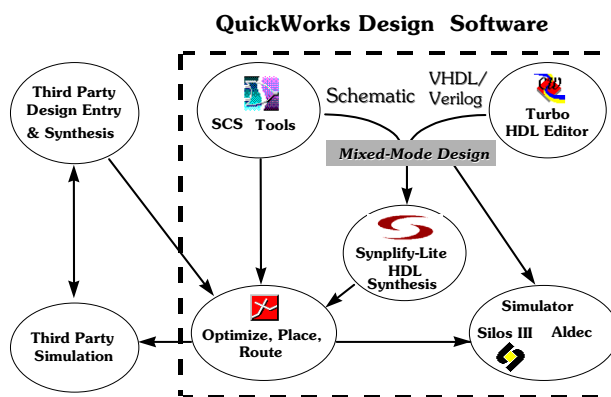 QuickWorks Design Software
Third Party
Design Entry
& Synthesis
SCS Tools
Schematic
VHDL/
Verilog
Turbo
HDL Editor
Mixed-Mode Design
Synplify-Lite
HDL
Synthesis
Third Party
Simulation
Optimize, Place,
Route
Simulator
Silos III Aldec